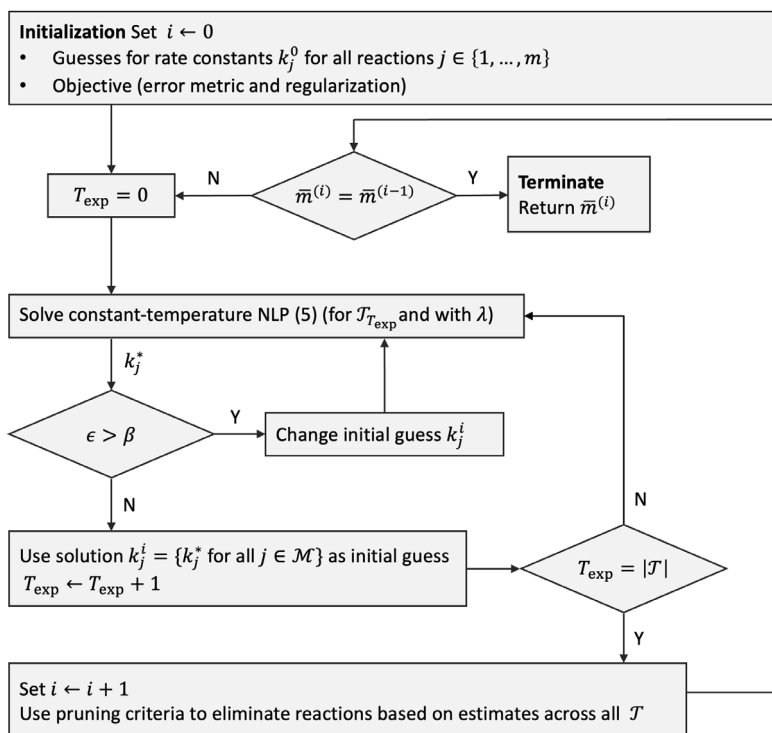 Initialization Set i ← 0
• Guesses for rate constants k_j^0 for all reactions j ∈ {1, …, m}
• Objective (error metric and regularization)
N
Y
T_exp = 0
m̅^(i) = m̅^(i−1)
Terminate
Return m̅^(i)
Solve constant-temperature NLP (5) (for 𝒯_T_exp and with λ)
k_j^*
Y
ϵ > β
Change initial guess k_j^i
N
N
Use solution k_j^i = {k_j^* for all j ∈ ℳ} as initial guess
T_exp ← T_exp + 1
T_exp = |𝒯|
Y
Set i ← i + 1
Use pruning criteria to eliminate reactions based on estimates across all 𝒯